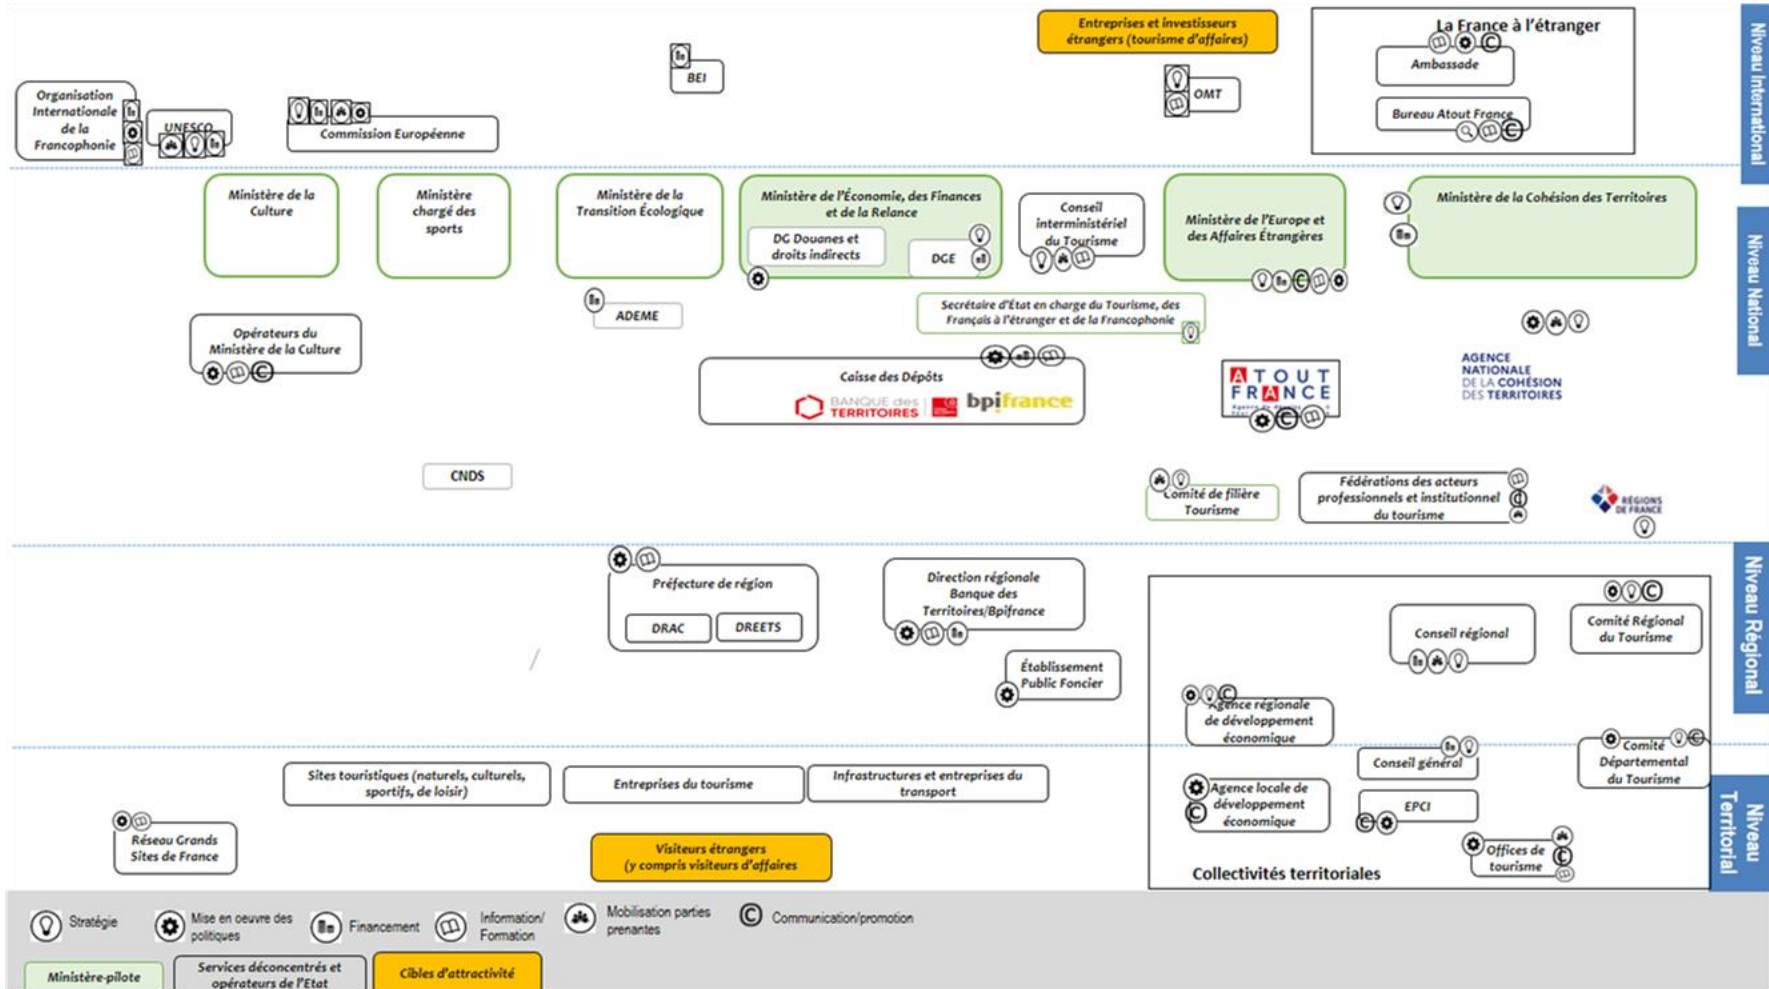 Entreprises et investisseurs
étrangers (tourisme d'affaires)
La France à l'étranger
Ambassade
Bureau Atout France
OMT
BEI
Organisation
Internationale
de la
Francophonie
UNESCO
Commission Européenne
Niveau International
Ministère de la
Culture
Ministère
chargé des
sports
Ministère de la
Transition Écologique
Ministère de l'Économie, des Finances
et de la Relance
DG Douanes et
droits indirects
DGE
Conseil
interministériel
du Tourisme
Ministère de l'Europe et
des Affaires Étrangères
Ministère de la Cohésion des Territoires
Niveau National
ADEME
Secrétaire d'État en charge du Tourisme, des
Français à l'étranger et de la Francophonie
Opérateurs du
Ministère de la Culture
Caisse des Dépôts
BANQUE des
TERRITOIRES
bpifrance
ATOUT
FRANCE
AGENCE
NATIONALE
DE LA COHÉSION
DES TERRITOIRES
CNDS
Comité de filière
Tourisme
Fédérations des acteurs
professionnels et institutionnel
du tourisme
RÉGIONS
DE FRANCE
Préfecture de région
DRAC
DREETS
Direction régionale
Banque des
Territoires/Bpifrance
Établissement
Public Foncier
/
Conseil régional
Comité Régional
du Tourisme
Niveau Régional
Agence régionale
de développement
économique
Conseil général
Comité
Départemental
du Tourisme
Sites touristiques (naturels, culturels,
sportifs, de loisir)
Entreprises du tourisme
Infrastructures et entreprises du
transport
Agence locale de
développement
économique
EPCI
Offices de
tourisme
Collectivités territoriales
Niveau
Territorial
Réseau Grands
Sites de France
Visiteurs étrangers
(y compris visiteurs d'affaires
Stratégie
Mise en oeuvre des
politiques
Financement
Information/
Formation
Mobilisation parties
prenantes
Communication/promotion
Ministère-pilote
Services déconcentrés et
opérateurs de l'Etat
Cibles d'attractivité